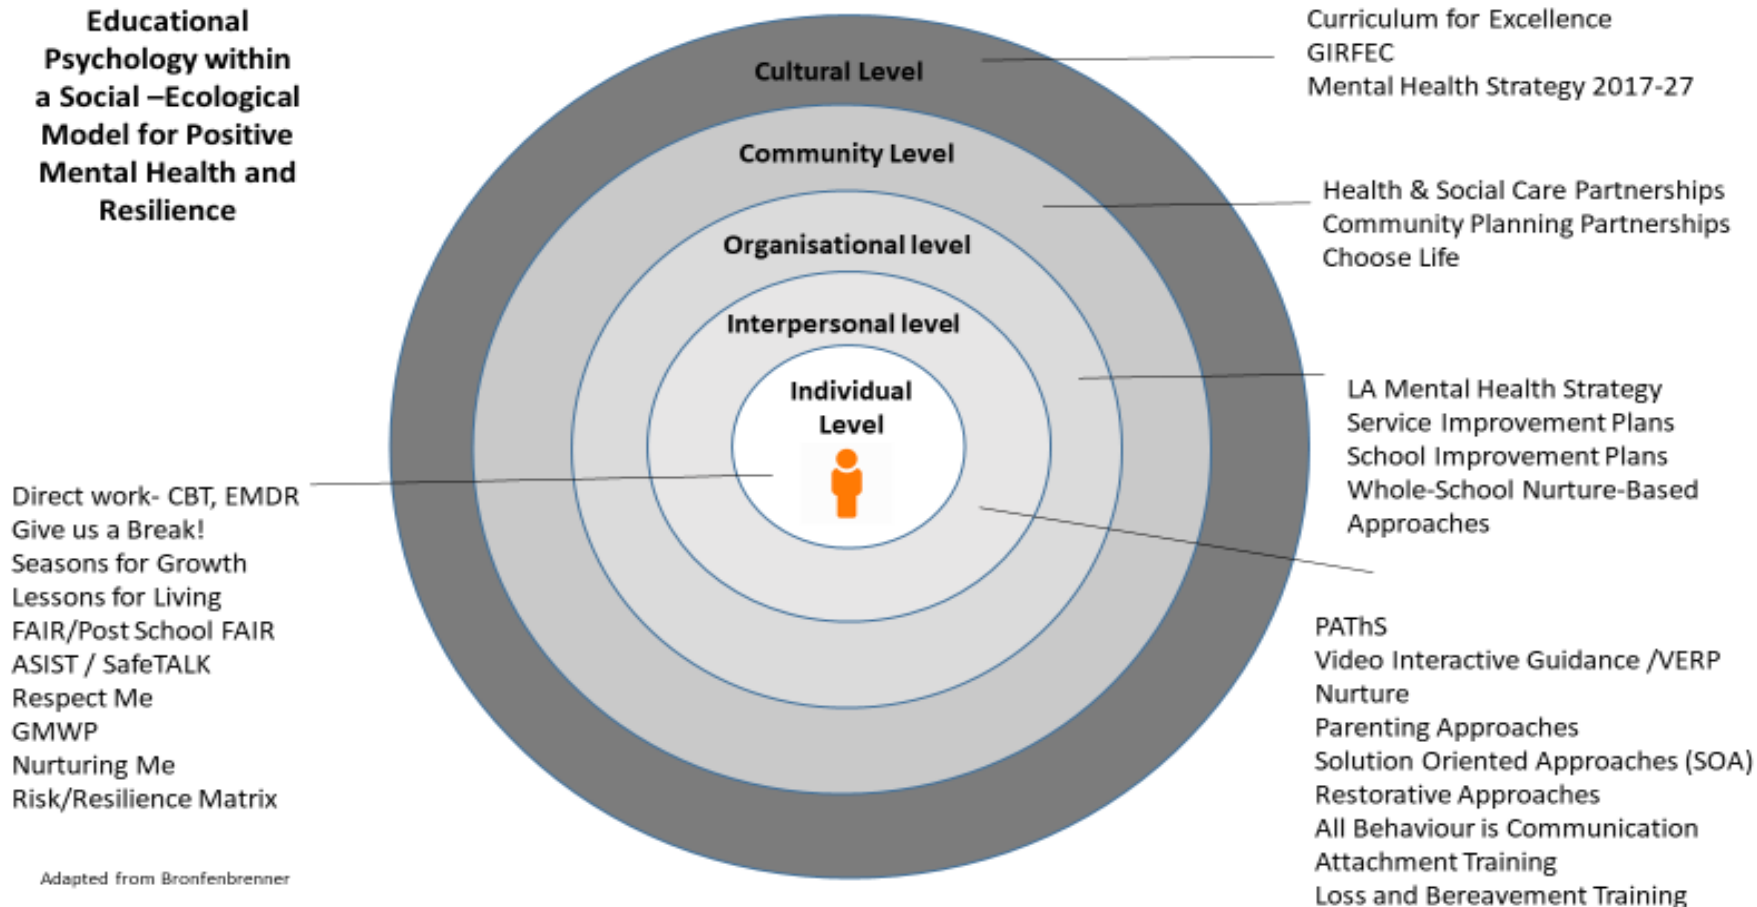 Educational
Psychology within
a Social –Ecological
Model for Positive
Mental Health and
Resilience
Cultural Level
Community Level
Organisational level
Interpersonal level
Individual
Level
Curriculum for Excellence
GIRFEC
Mental Health Strategy 2017-27
Health & Social Care Partnerships
Community Planning Partnerships
Choose Life
LA Mental Health Strategy
Service Improvement Plans
School Improvement Plans
Whole-School Nurture-Based
Approaches
PAThS
Video Interactive Guidance /VERP
Nurture
Parenting Approaches
Solution Oriented Approaches (SOA)
Restorative Approaches
All Behaviour is Communication
Attachment Training
Loss and Bereavement Training
Direct work- CBT, EMDR
Give us a Break!
Seasons for Growth
Lessons for Living
FAIR/Post School FAIR
ASIST / SafeTALK
Respect Me
GMWP
Nurturing Me
Risk/Resilience Matrix
Adapted from Bronfenbrenner